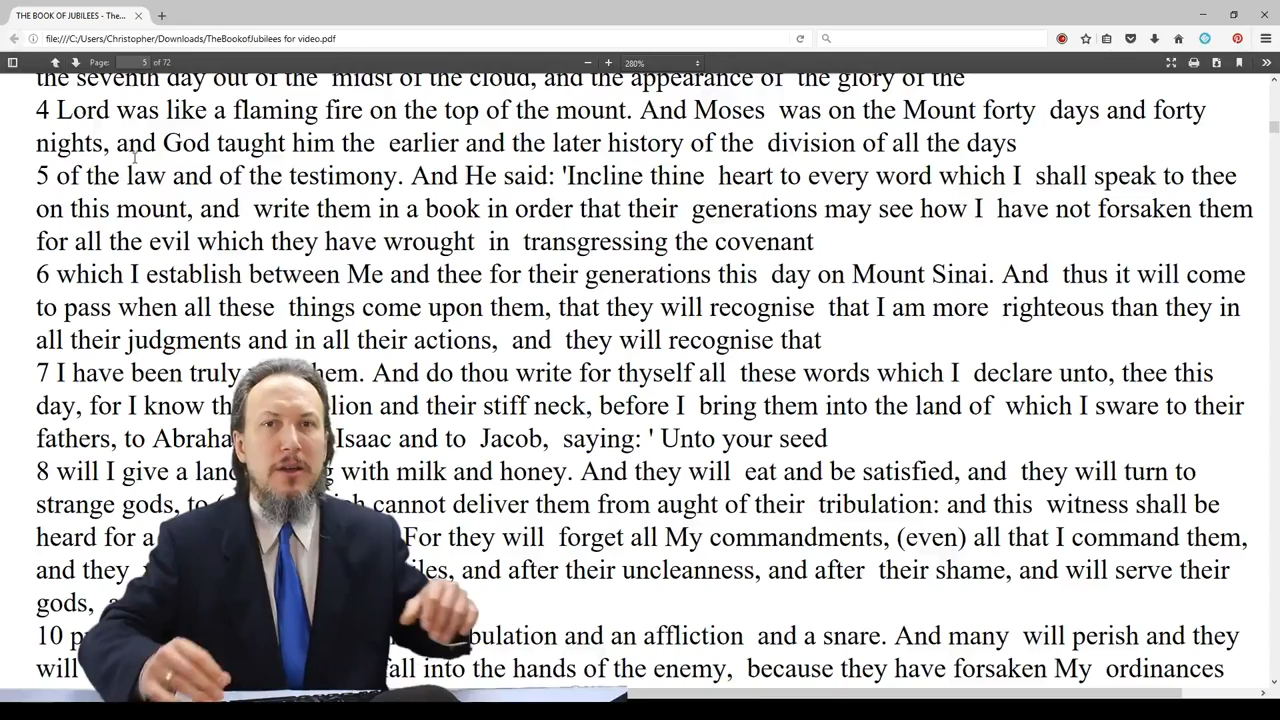 THE BOOK OF JUBILEES - The...
file:///C:/Users/Christopher/Downloads/TheBookofJubilees for video.pdf
Page: 5 of 72
280%
the seventh day out of the midst of the cloud, and the appearance of the glory of the
4 Lord was like a flaming fire on the top of the mount. And Moses was on the Mount forty days and forty
nights, and God taught him the earlier and the later history of the division of all the days
5 of the law and of the testimony. And He said: 'Incline thine heart to every word which I shall speak to thee
on this mount, and write them in a book in order that their generations may see how I have not forsaken them
for all the evil which they have wrought in transgressing the covenant
6 which I establish between Me and thee for their generations this day on Mount Sinai. And thus it will come
to pass when all these things come upon them, that they will recognise that I am more righteous than they in
all their judgments and in all their actions, and they will recognise that
7 I have been truly hem. And do thou write for thyself all these words which I declare unto, thee this
day, for I know th lion and their stiff neck, before I bring them into the land of which I sware to their
fathers, to Abraha Isaac and to Jacob, saying: ' Unto your seed
8 will I give a land g with milk and honey. And they will eat and be satisfied, and they will turn to
strange gods, to cannot deliver them from aught of their tribulation: and this witness shall be
heard for a For they will forget all My commandments, (even) all that I command them,
and they iles, and after their uncleanness, and after their shame, and will serve their
gods,
10 p bulation and an affliction and a snare. And many will perish and they
will fall into the hands of the enemy, because they have forsaken My ordinances